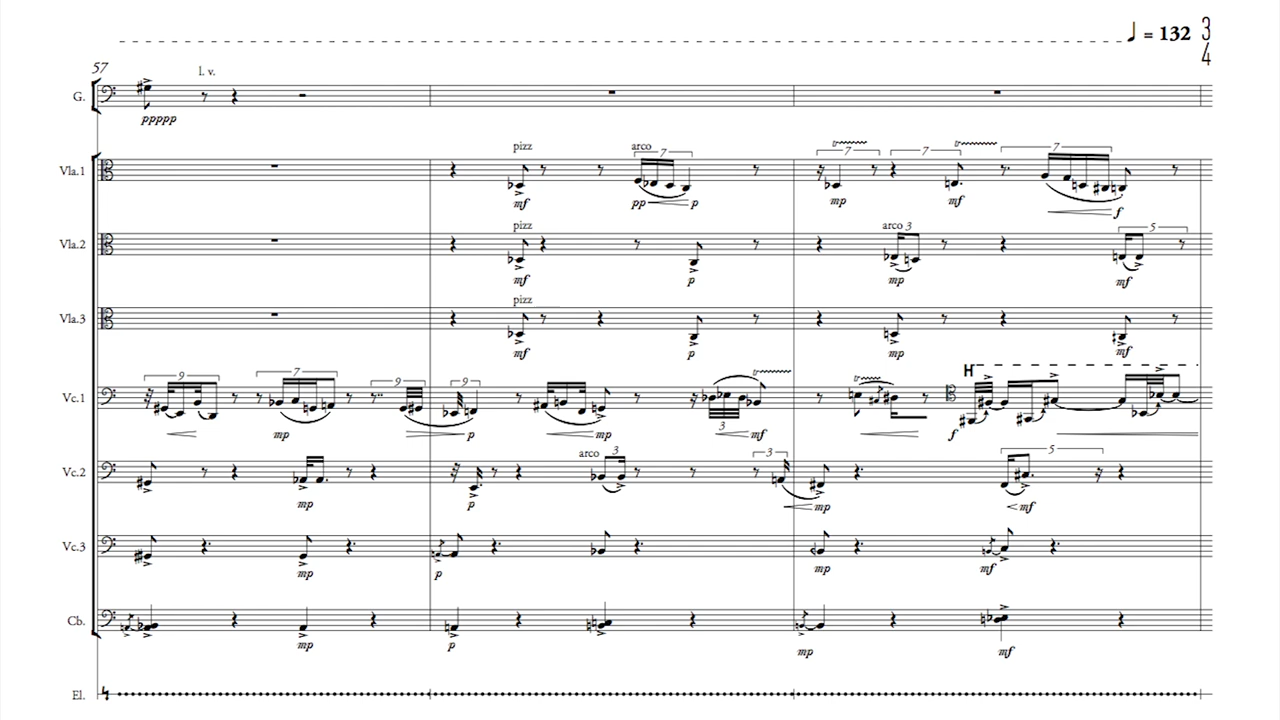 ♩ = 132 3/4
57
l. v.
G.
ppppp
pizz arco 7 7 7 7
Vla.1
mf pp p mp mf f
pizz arco 3 5
Vla.2
mf p mp mf
pizz
Vla.3
mf p mp mf
9 7 9 9 H
Vc.1
3
mp p mp mf f
arco 3 3 5
Vc.2
mp p mp mf
Vc.3
mp p mp mf
Cb.
mp p mp mf
El.